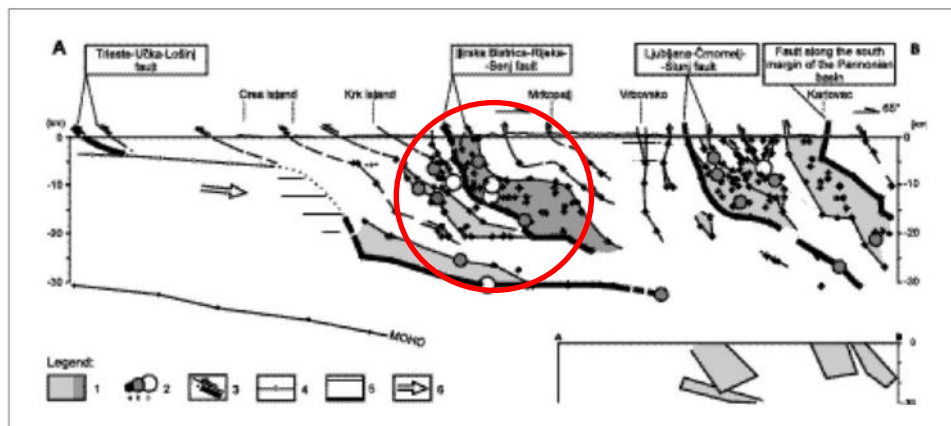 A
B
Trieste-Učka-Lošinj
fault
Ilirska Bistrica-Rijeka-
-Senj fault
Ljubljana-Črnomelj-
-Slunj fault
Fault along the south
margin of the Pannonian
basin
Cres Island
Krk Island
Mrkopalj
Vrbovsko
Karlovac
65°
(km)
0
-10
-20
-30
0
-10
-20
-30
MOHO
Legend:
1
2
3
4
5
6
A
B
0